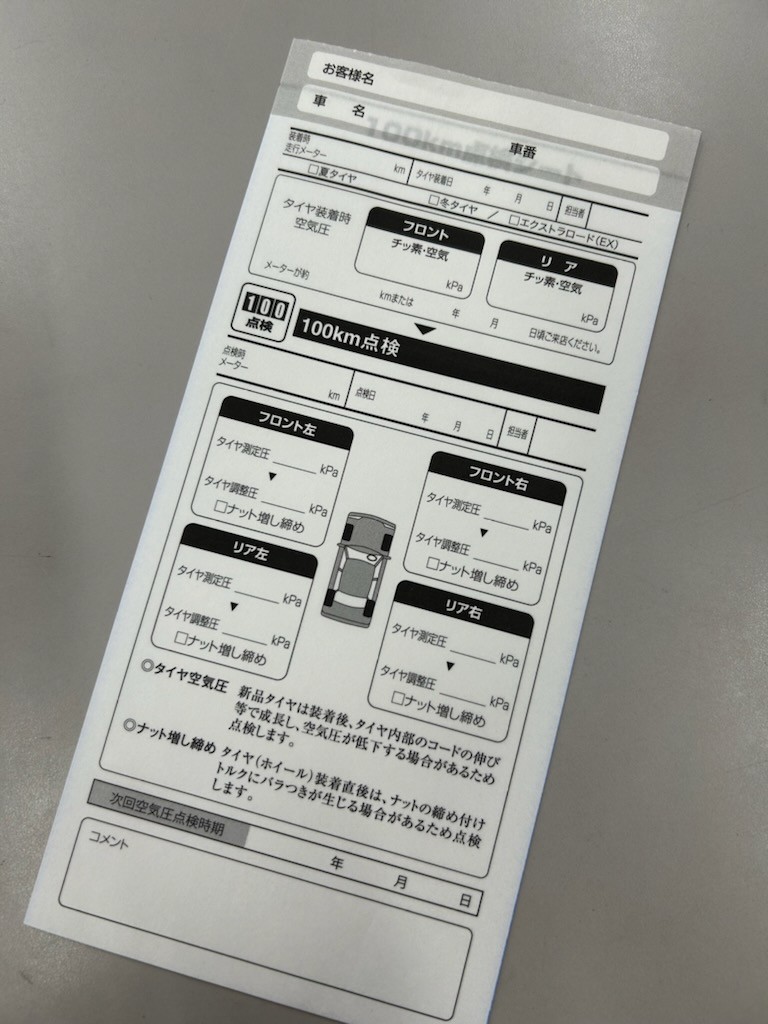 お客様名
車　名
車番
装着時
走行メーター
km
タイヤ装着日
年　月　日
担当者
□夏タイヤ
□冬タイヤ　／　□エクストラロード(EX)
タイヤ装着時
空気圧
フロント
チッ素・空気
kPa
リ ア
チッ素・空気
kPa
メーターが約
kmまたは
年　月　日頃ご来店ください。
▼
100
点検
100km点検
点検時
メーター
km
点検日
年　月　日
担当者
フロント左
タイヤ測定圧 ____ kPa
▼
タイヤ調整圧 ____ kPa
□ナット増し締め
フロント右
タイヤ測定圧 ____ kPa
▼
タイヤ調整圧 ____ kPa
□ナット増し締め
リア左
タイヤ測定圧 ____ kPa
▼
タイヤ調整圧 ____ kPa
□ナット増し締め
リア右
タイヤ測定圧 ____ kPa
▼
タイヤ調整圧 ____ kPa
□ナット増し締め
◎タイヤ空気圧 新品タイヤは装着後、タイヤ内部のコードの伸び
等で成長し、空気圧が低下する場合があるため
点検します。
◎ナット増し締め タイヤ(ホイール)装着直後は、ナットの締め付け
トルクにバラつきが生じる場合があるため点検
します。
次回空気圧点検時期
年　月　日
コメント